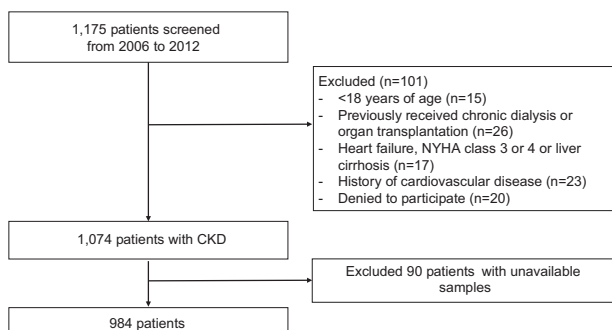 1,175 patients screened
from 2006 to 2012
Excluded (n=101)
- <18 years of age (n=15)
- Previously received chronic dialysis or
organ transplantation (n=26)
- Heart failure, NYHA class 3 or 4 or liver
cirrhosis (n=17)
- History of cardiovascular disease (n=23)
- Denied to participate (n=20)
1,074 patients with CKD
Excluded 90 patients with unavailable
samples
984 patients